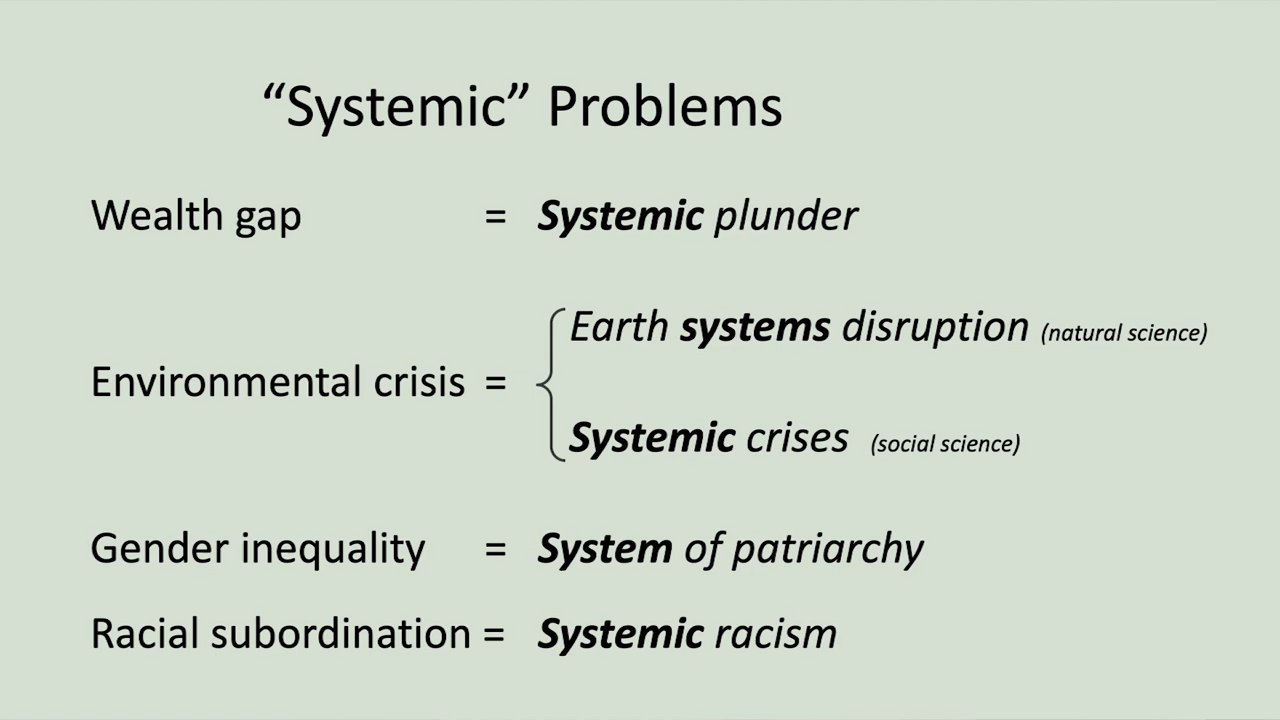 “Systemic” Problems
Wealth gap = Systemic plunder
Earth systems disruption (natural science)
Environmental crisis =
Systemic crises (social science)
Gender inequality = System of patriarchy
Racial subordination = Systemic racism